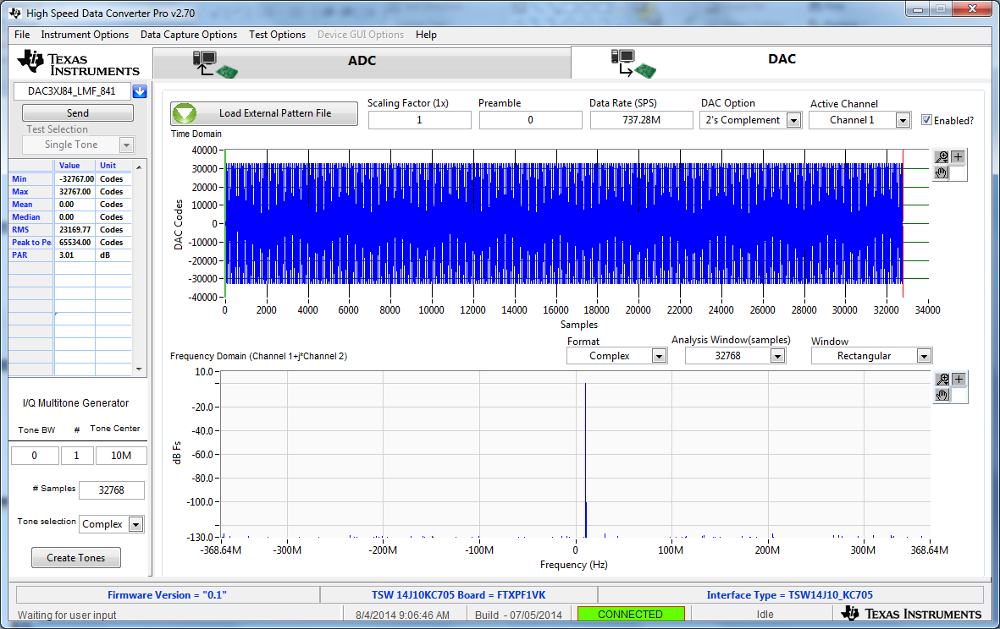 High Speed Data Converter Pro v2.70
File Instrument Options Data Capture Options Test Options Device GUI Options Help
TEXAS INSTRUMENTS
ADC
DAC
DAC3XJ84_LMF_841
Send
Test Selection
Single Tone
Value Unit
Min -32767.00 Codes
Max 32767.00 Codes
Mean 0.00 Codes
Median 0.00 Codes
RMS 23169.77 Codes
Peak to Pe 65534.00 Codes
PAR 3.01 dB
I/Q Multitone Generator
Tone BW # Tone Center
0 1 10M
# Samples 32768
Tone selection Complex
Create Tones
Load External Pattern File
Scaling Factor (1x) Preamble Data Rate (SPS) DAC Option Active Channel
1 0 737.28M 2's Complement Channel 1 Enabled?
Time Domain
40000
30000
20000
10000
0
-10000
-20000
-30000
-40000
DAC Codes
0 2000 4000 6000 8000 10000 12000 14000 16000 18000 20000 22000 24000 26000 28000 30000 32000 34000
Samples
Format Analysis Window(samples) Window
Complex 32768 Rectangular
Frequency Domain (Channel 1+j*Channel 2)
10.0
-20.0
-40.0
-60.0
-80.0
-100.0
-130.0
dB Fs
-368.64M -300M -200M -100M 0 100M 200M 300M 368.64M
Frequency (Hz)
Firmware Version = "0.1" TSW 14J10KC705 Board = FTXPF1VK Interface Type = TSW14J10_KC705
Waiting for user input 8/4/2014 9:06:46 AM Build - 07/05/2014 CONNECTED Idle TEXAS INSTRUMENTS